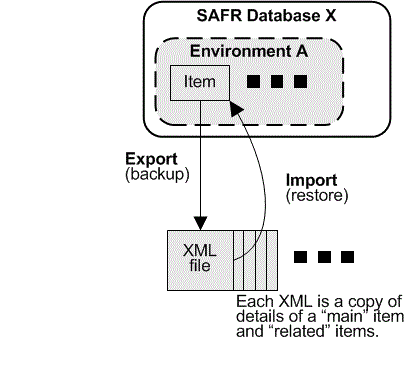 SAFR Database X
Environment A
Item
Export
(backup)
Import
(restore)
XML
file
Each XML is a copy of
details of a “main” item
and “related” items.